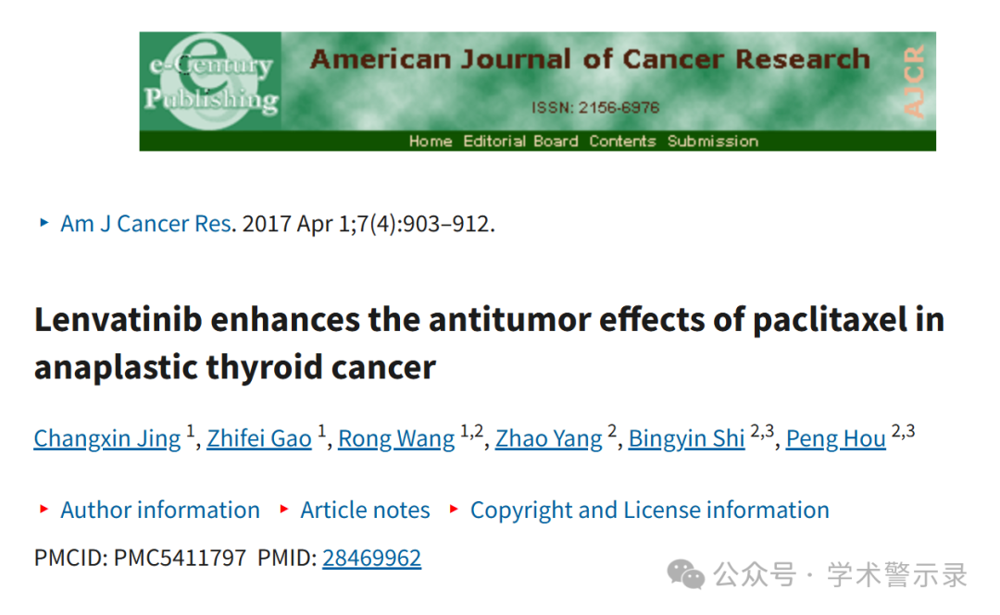 e-Century
Publishing
American Journal of Cancer Research
ISSN: 2156-6976
AJCR
Home Editorial Board Contents Submission
Am J Cancer Res. 2017 Apr 1;7(4):903–912.
Lenvatinib enhances the antitumor effects of paclitaxel in
anaplastic thyroid cancer
Changxin Jing 1, Zhifei Gao 1, Rong Wang 1,2, Zhao Yang 2, Bingyin Shi 2,3, Peng Hou 2,3
Author information Article notes Copyright and License information
PMCID: PMC5411797 PMID: 28469962
公众号 · 学术警示录